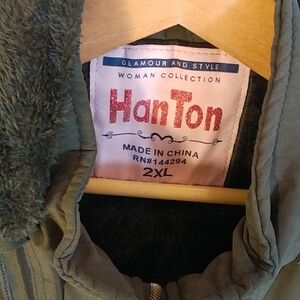 GLAMOUR AND STYLE
WOMAN COLLECTION
HanTon
MADE IN CHINA
RN#144294
2XL